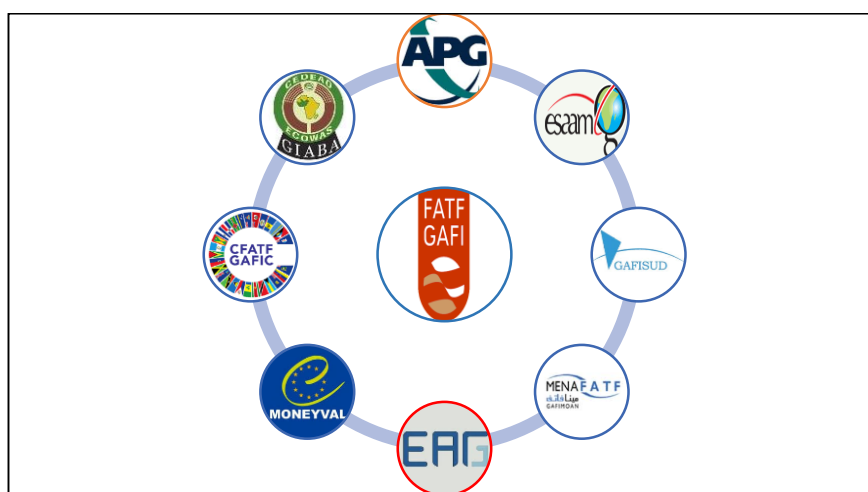 APG
CEDEAO
ECOWAS
GIABA
esaamlg
FATF
GAFI
CFATF
GAFIC
GAFISUD
MONEYVAL
MENAFATF
مينافاتف
GAFIMOAN
EAG